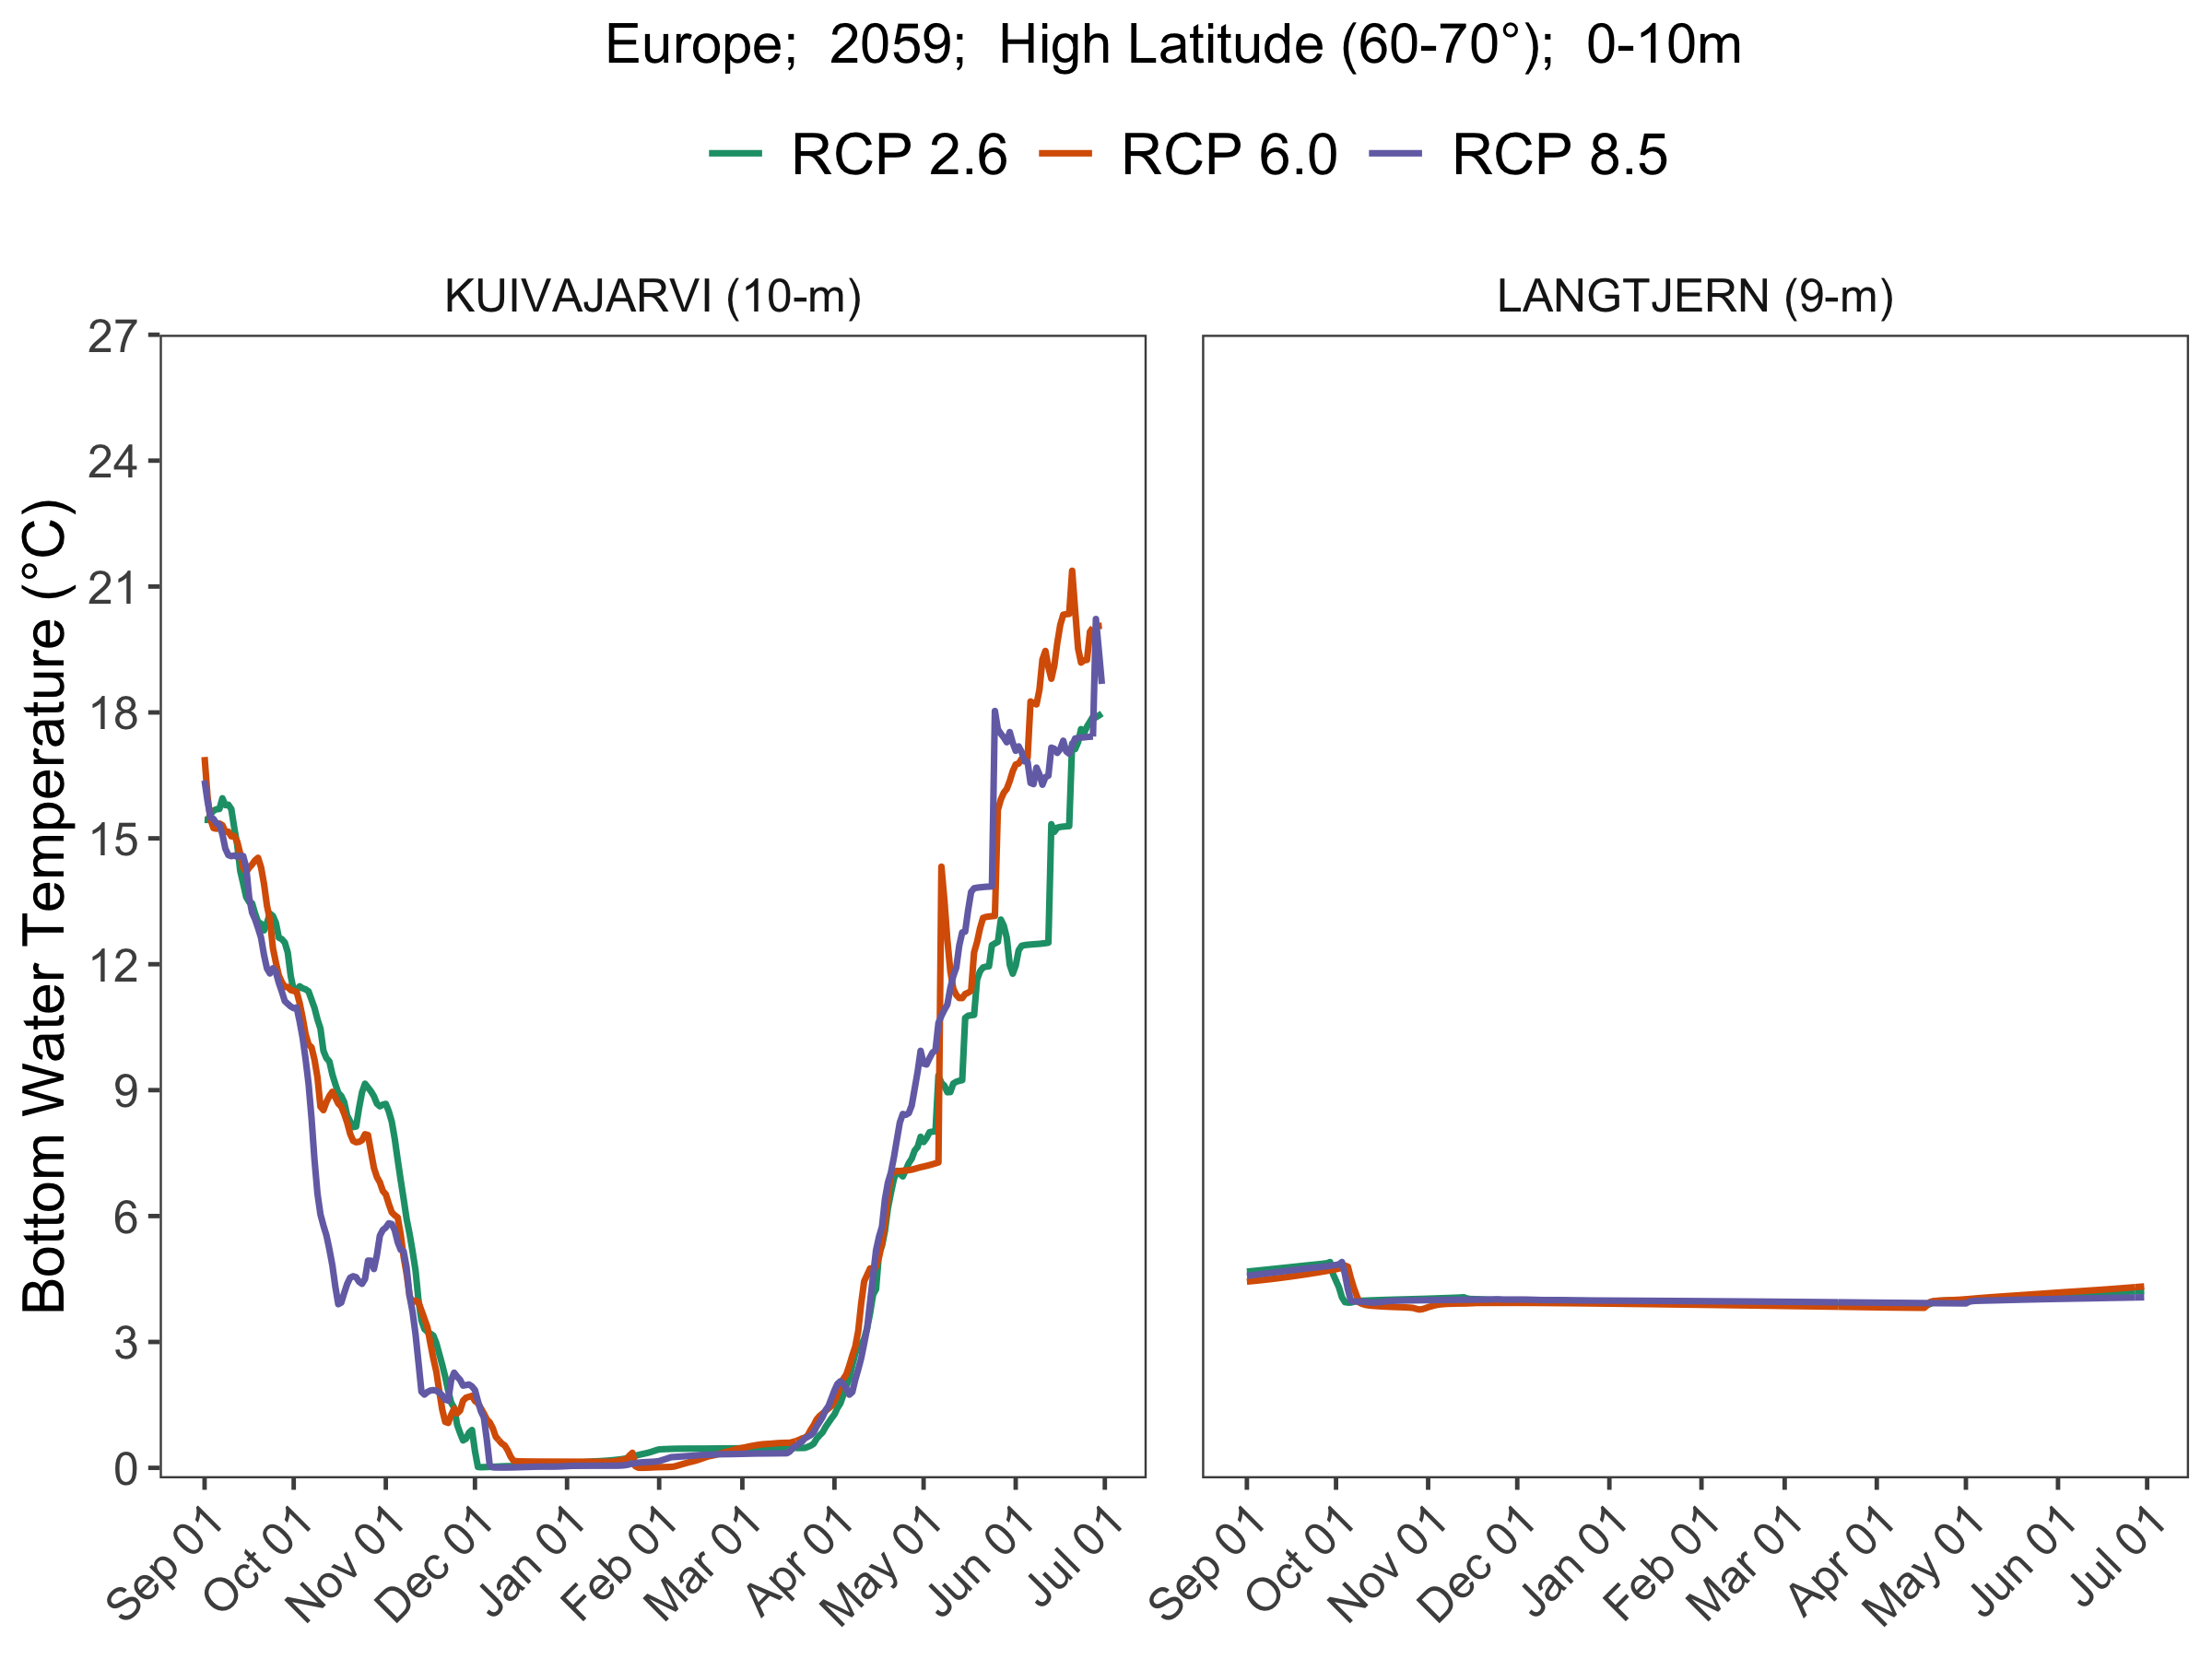 Europe; 2059; High Latitude (60-70°); 0-10m
RCP 2.6 RCP 6.0 RCP 8.5
KUIVAJARVI (10-m) LANGTJERN (9-m)
Bottom Water Temperature (°C)
27
24
21
18
15
12
9
6
3
0
Sep 01 Oct 01 Nov 01 Dec 01 Jan 01 Feb 01 Mar 01 Apr 01 May 01 Jun 01 Jul 01 Sep 01 Oct 01 Nov 01 Dec 01 Jan 01 Feb 01 Mar 01 Apr 01 May 01 Jun 01 Jul 01